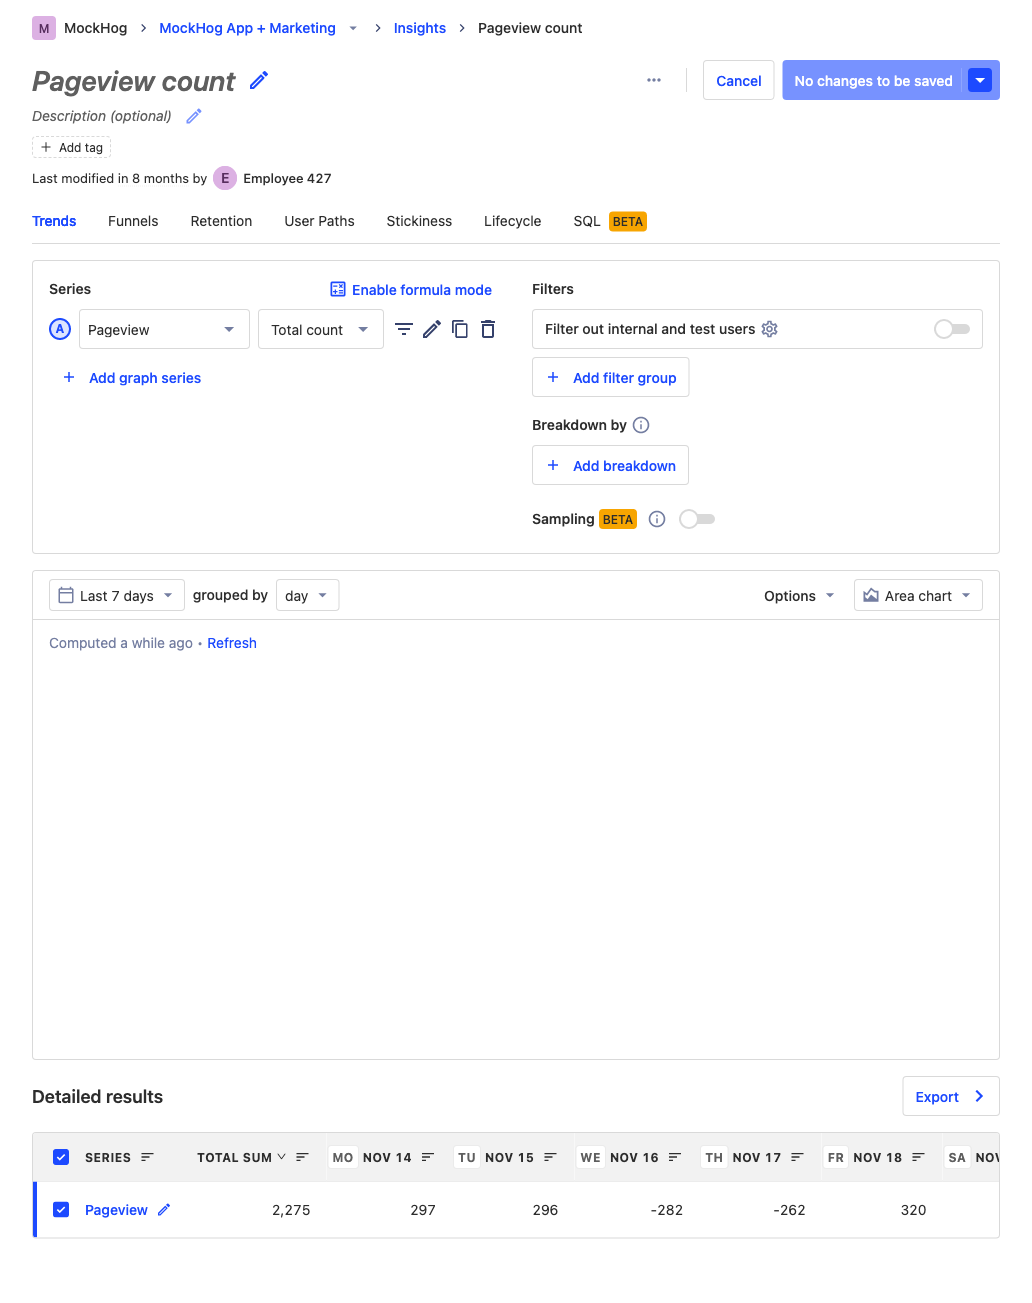 M MockHog MockHog App + Marketing Insights Pageview count
Pageview count
Cancel
No changes to be saved
Description (optional)
Add tag
Last modified in 8 months by E Employee 427
Trends Funnels Retention User Paths Stickiness Lifecycle SQL BETA
Series
Enable formula mode
A Pageview Total count
Add graph series
Filters
Filter out internal and test users
Add filter group
Breakdown by
Add breakdown
Sampling BETA
Last 7 days grouped by day Options Area chart
Computed a while ago • Refresh
Detailed results
Export
SERIES TOTAL SUM MO NOV 14 TU NOV 15 WE NOV 16 TH NOV 17 FR NOV 18 SA NOV
Pageview 2,275 297 296 -282 -262 320